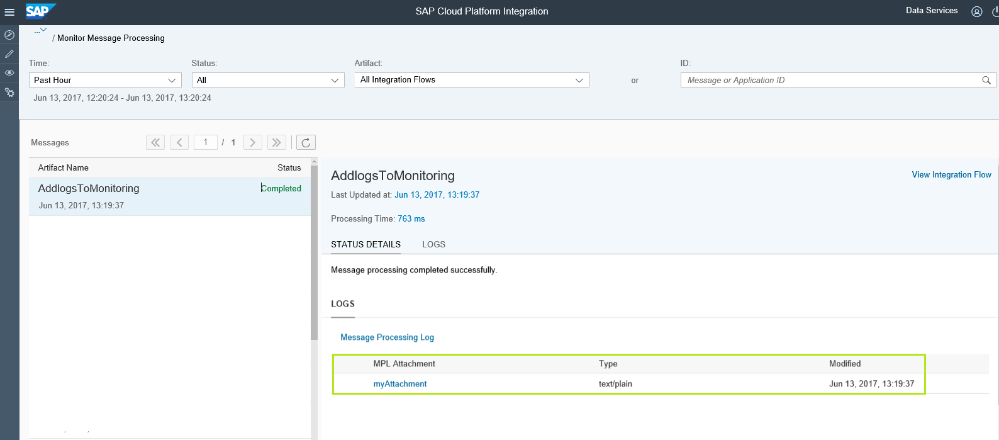 SAP
SAP Cloud Platform Integration
Data Services
...
/ Monitor Message Processing
Time:
Status:
Artifact:
ID:
Past Hour
All
All Integration Flows
or
Message or Application ID
Jun 13, 2017, 12:20:24 - Jun 13, 2017, 13:20:24
Messages
1 / 1
Artifact Name
Status
AddlogsToMonitoring
Completed
Jun 13, 2017, 13:19:37
AddlogsToMonitoring
View Integration Flow
Last Updated at: Jun 13, 2017, 13:19:37
Processing Time: 763 ms
STATUS DETAILS
LOGS
Message processing completed successfully.
LOGS
Message Processing Log
MPL Attachment
Type
Modified
myAttachment
text/plain
Jun 13, 2017, 13:19:37